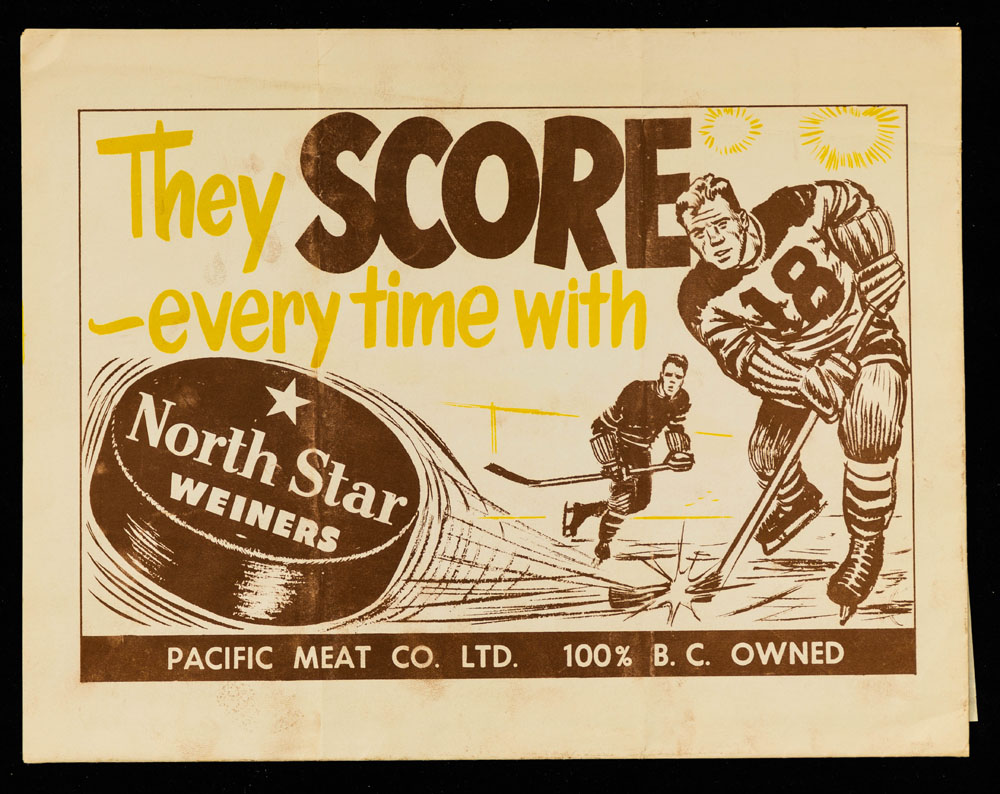 They SCORE
—every time with
18
North Star
WEINERS
PACIFIC MEAT CO. LTD. 100% B. C. OWNED